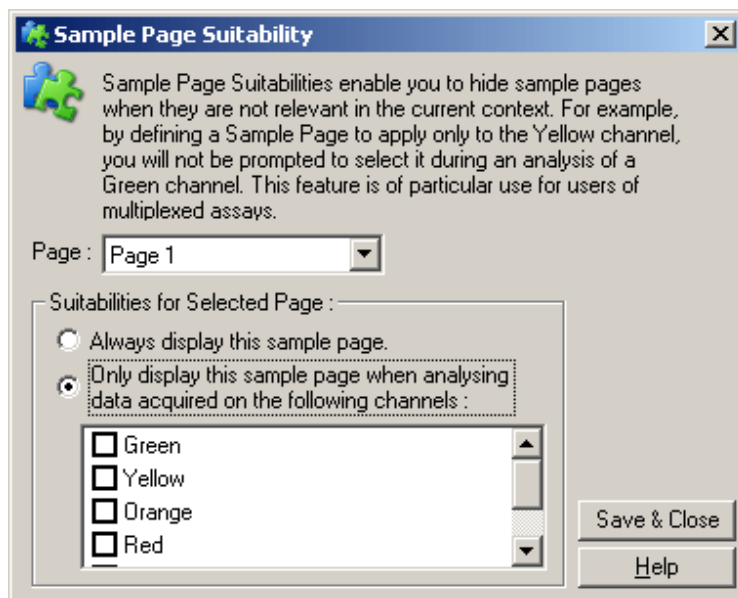 Sample Page Suitability
Sample Page Suitabilities enable you to hide sample pages
when they are not relevant in the current context. For example,
by defining a Sample Page to apply only to the Yellow channel,
you will not be prompted to select it during an analysis of a
Green channel. This feature is of particular use for users of
multiplexed assays.
Page : Page 1
Suitabilities for Selected Page :
Always display this sample page.
Only display this sample page when analysing
data acquired on the following channels :
Green
Yellow
Orange
Red
Save & Close
Help